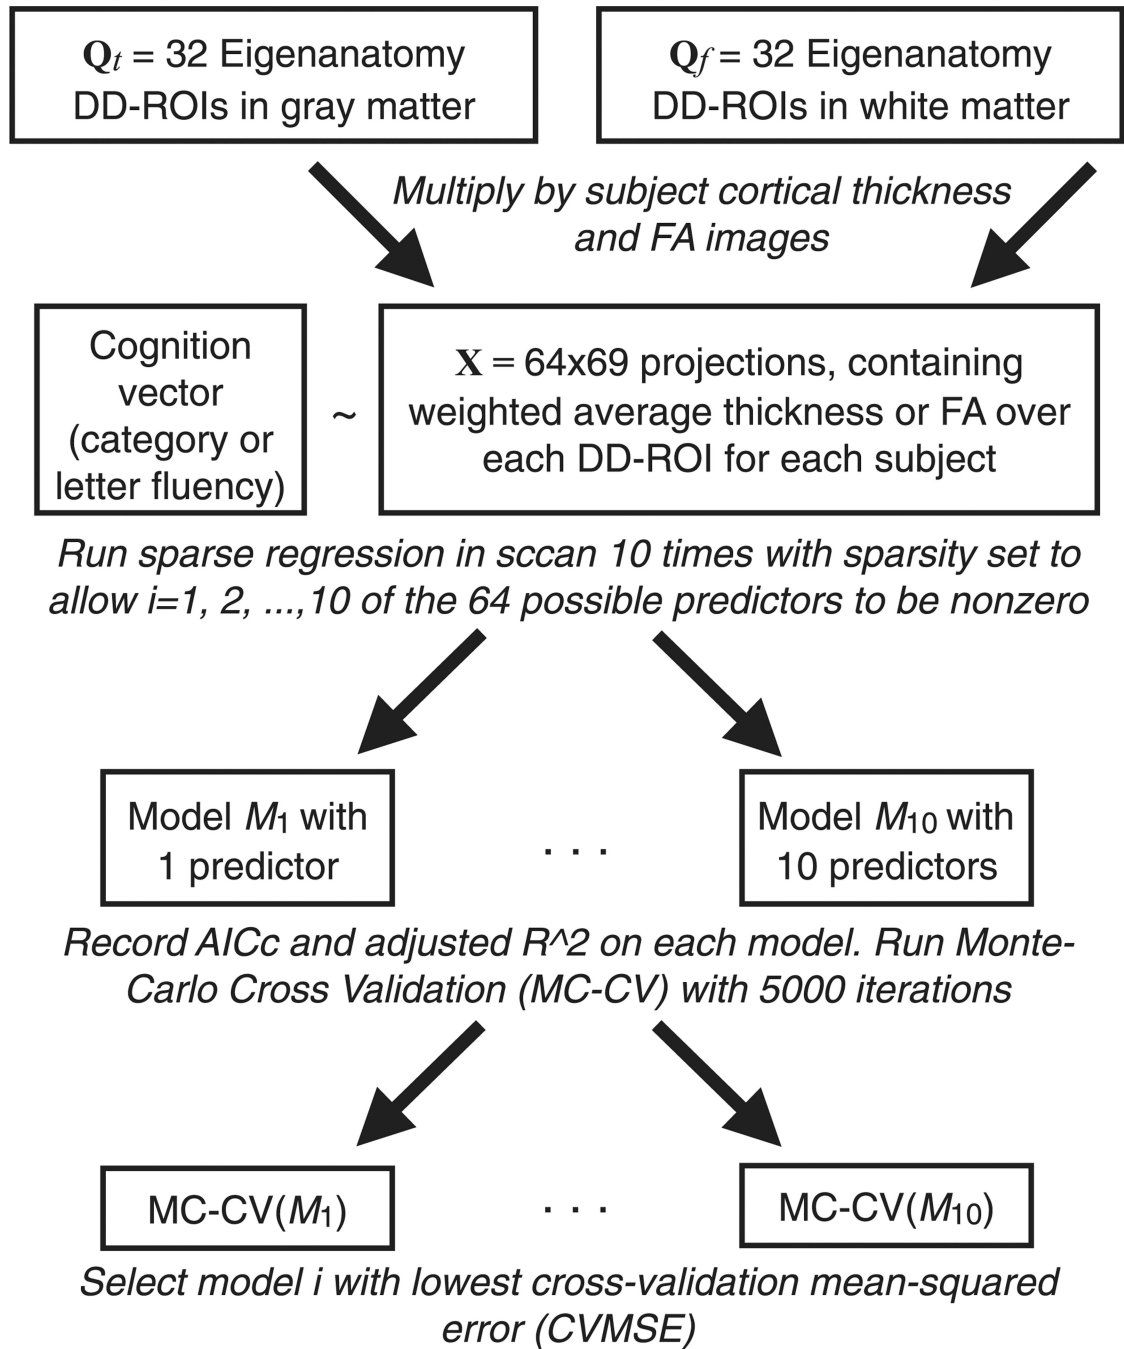 Qt = 32 Eigenanatomy
DD-ROIs in gray matter
Qf = 32 Eigenanatomy
DD-ROIs in white matter
Multiply by subject cortical thickness
and FA images
Cognition
vector
(category or
letter fluency)
~
X = 64x69 projections, containing
weighted average thickness or FA over
each DD-ROI for each subject
Run sparse regression in sccan 10 times with sparsity set to
allow i=1, 2, ...,10 of the 64 possible predictors to be nonzero
Model M1 with
1 predictor
. . .
Model M10 with
10 predictors
Record AICc and adjusted R^2 on each model. Run Monte-
Carlo Cross Validation (MC-CV) with 5000 iterations
MC-CV(M1)
. . .
MC-CV(M10)
Select model i with lowest cross-validation mean-squared
error (CVMSE)